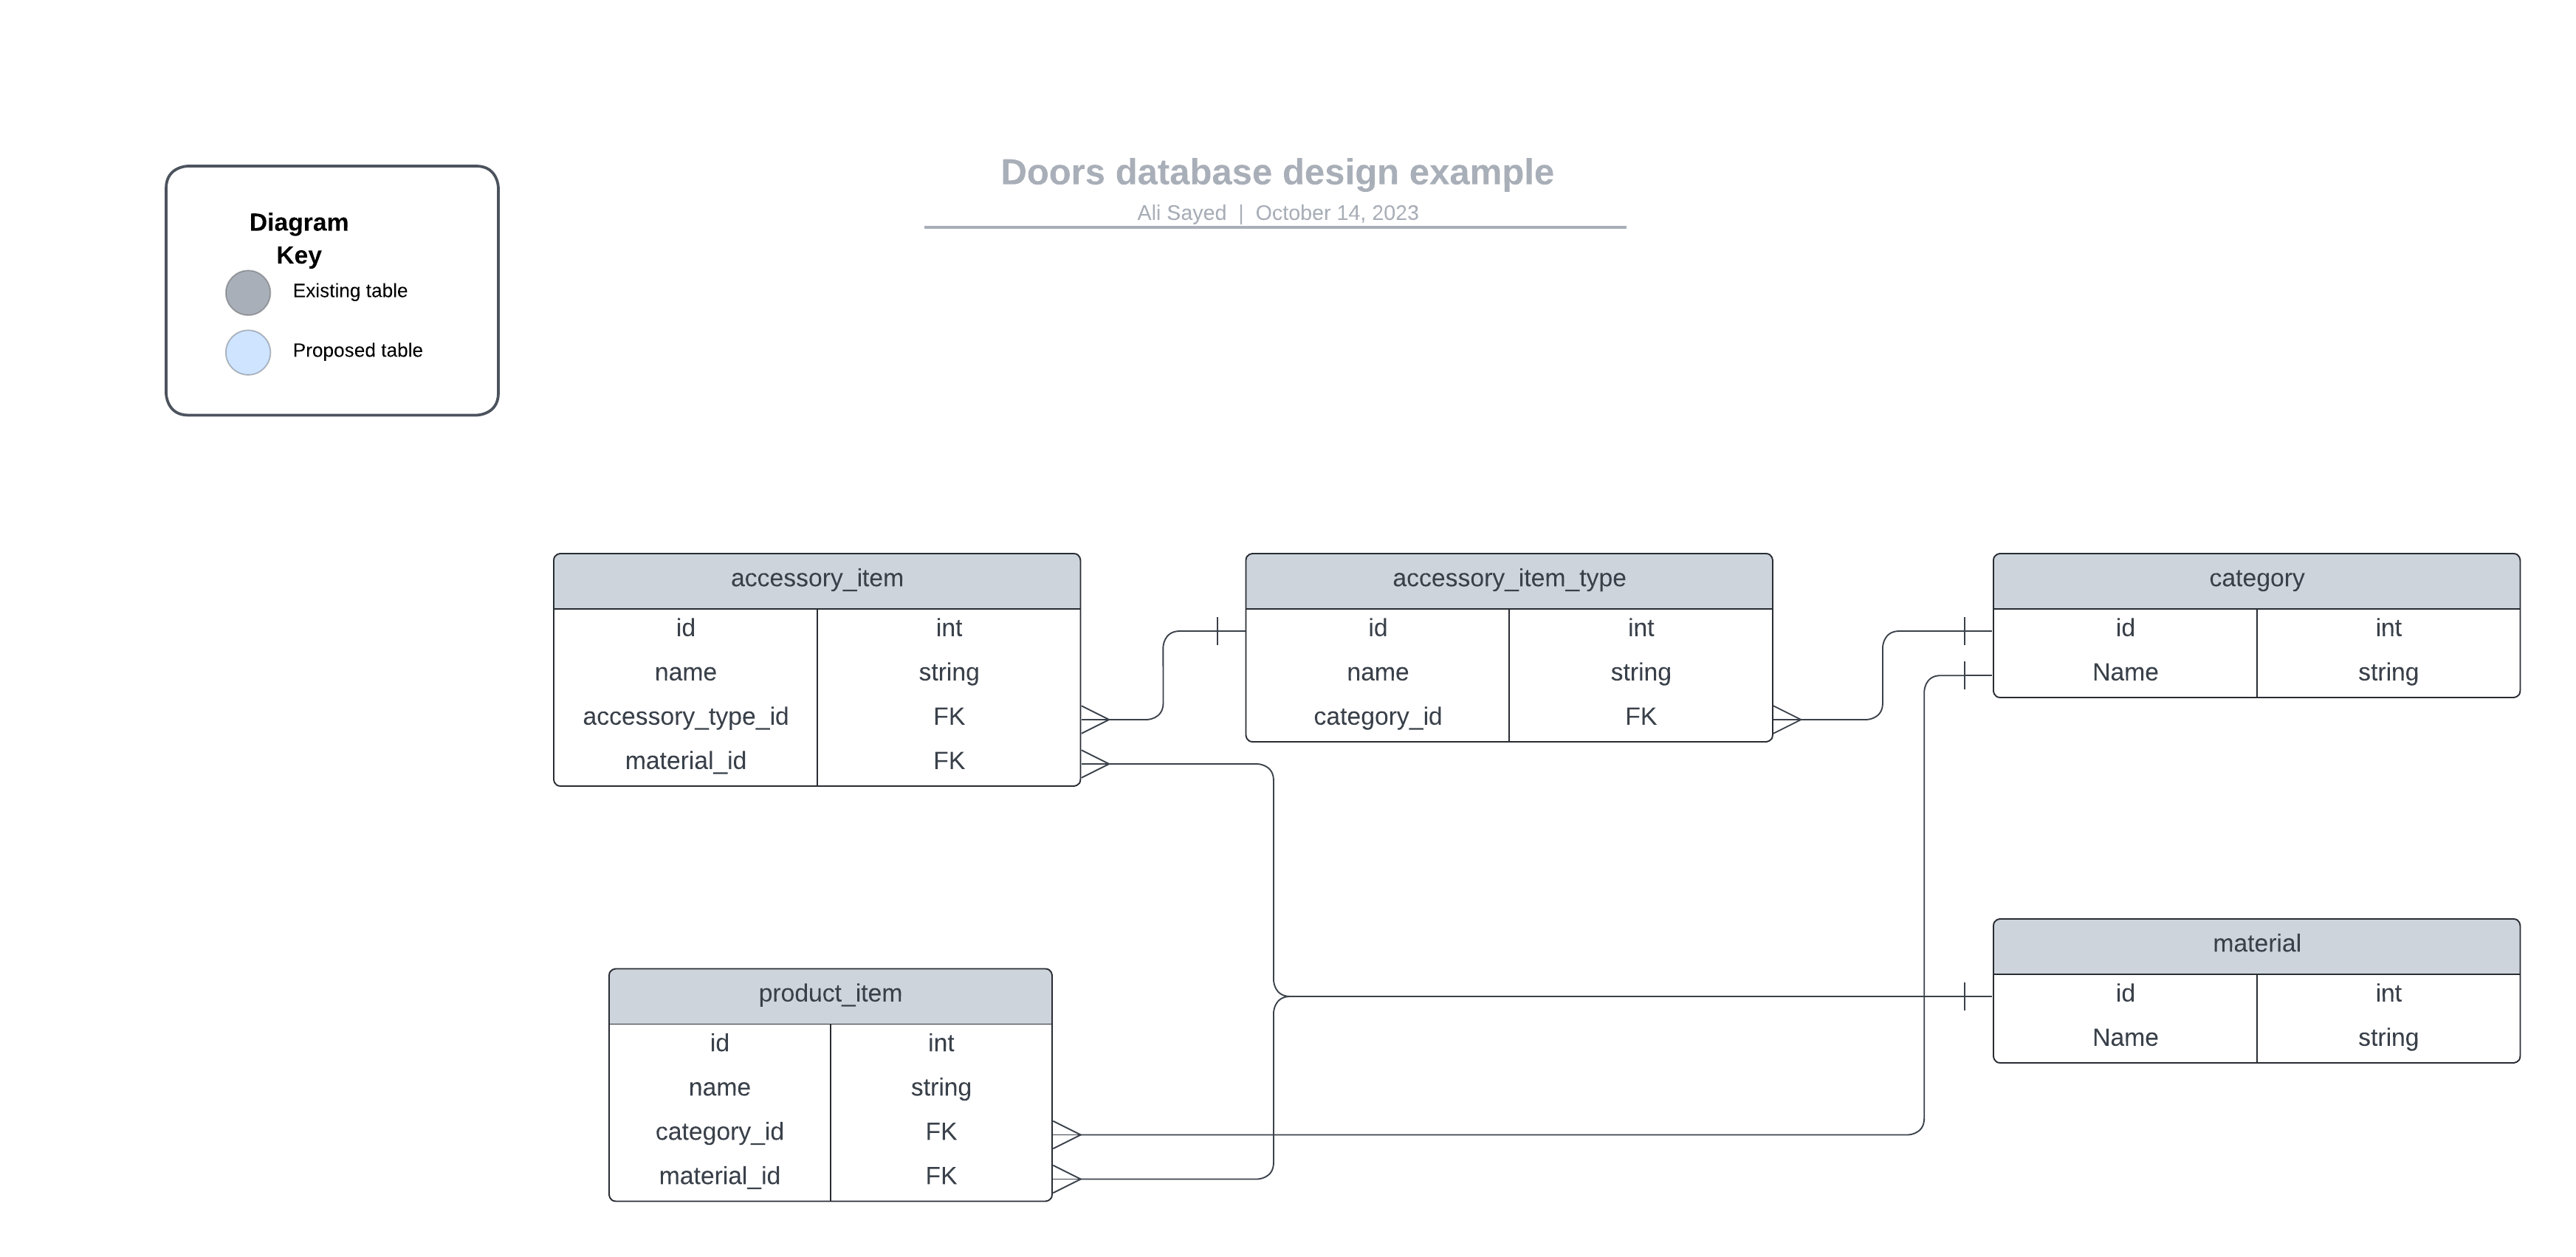 Doors database design example
Ali Sayed | October 14, 2023
Diagram
Key
Existing table
Proposed table
accessory_item
id int
name string
accessory_type_id FK
material_id FK
accessory_item_type
id int
name string
category_id FK
category
id int
Name string
product_item
id int
name string
category_id FK
material_id FK
material
id int
Name string